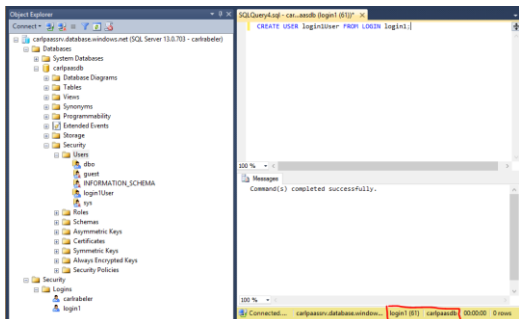 Object Explorer
Connect
carlpaassrv.database.windows.net (SQL Server 13.0.703 - carlrabeler)
Databases
System Databases
carlpaasdb
Database Diagrams
Tables
Views
Synonyms
Programmability
Extended Events
Storage
Security
Users
dbo
guest
INFORMATION_SCHEMA
login1User
sys
Roles
Schemas
Asymmetric Keys
Certificates
Symmetric Keys
Always Encrypted Keys
Security Policies
Security
Logins
carlrabeler
login1
SQLQuery4.sql - car...aasdb (login1 (61))*
CREATE USER login1User FROM LOGIN login1;
100 %
Messages
Command(s) completed successfully.
100 %
Connected.... carlpaassrv.database.window... login1 (61) carlpaasdb 00:00:00 0 rows